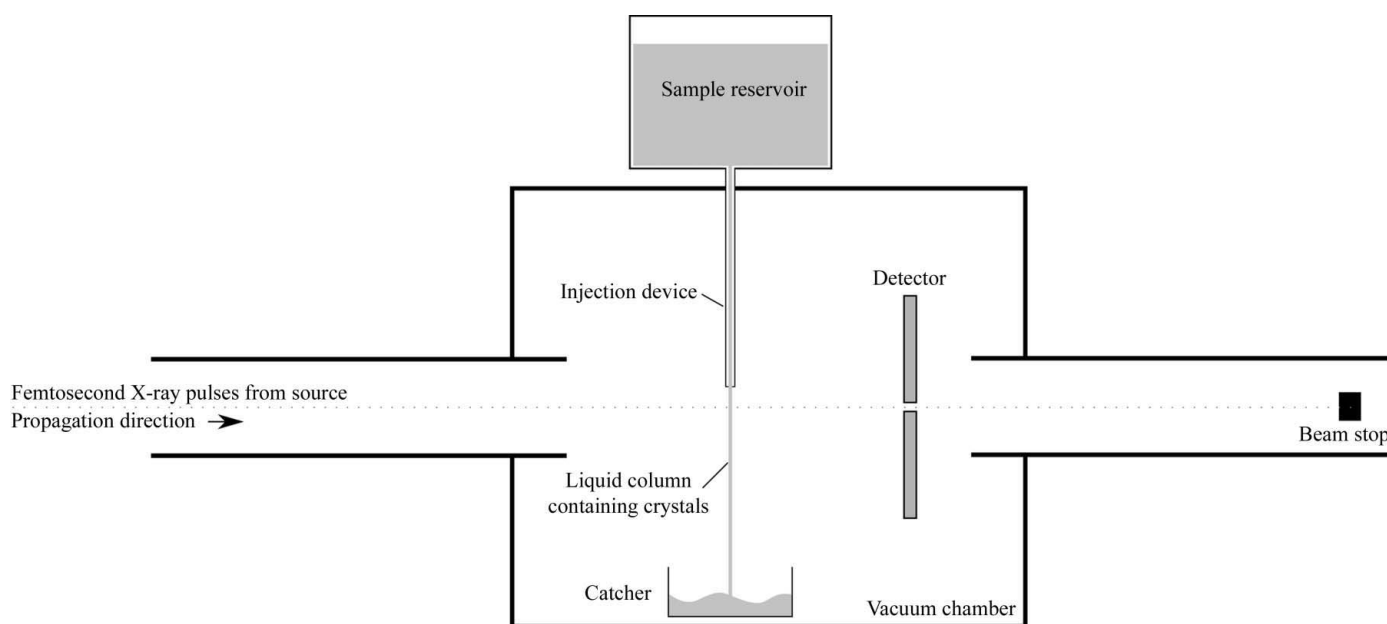 Sample reservoir
Injection device
Detector
Femtosecond X-ray pulses from source
Propagation direction
Beam stop
Liquid column
containing crystals
Catcher
Vacuum chamber